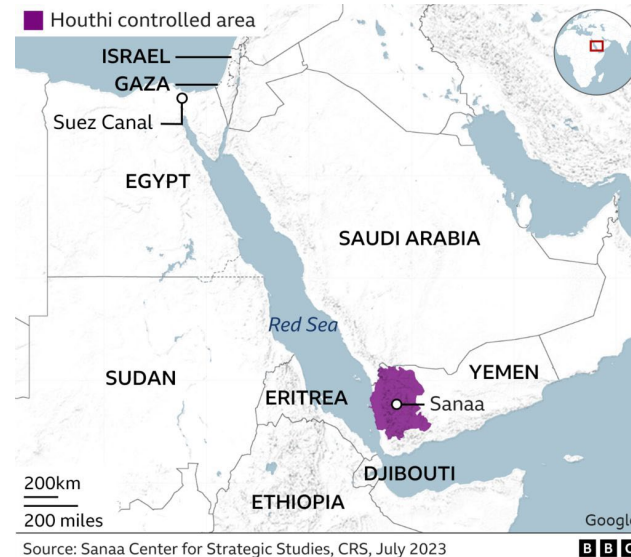 Houthi controlled area
ISRAEL
GAZA
Suez Canal
EGYPT
SAUDI ARABIA
Red Sea
SUDAN
ERITREA
YEMEN
Sanaa
DJIBOUTI
ETHIOPIA
200km
200 miles
Google
Source: Sanaa Center for Strategic Studies, CRS, July 2023
BBC